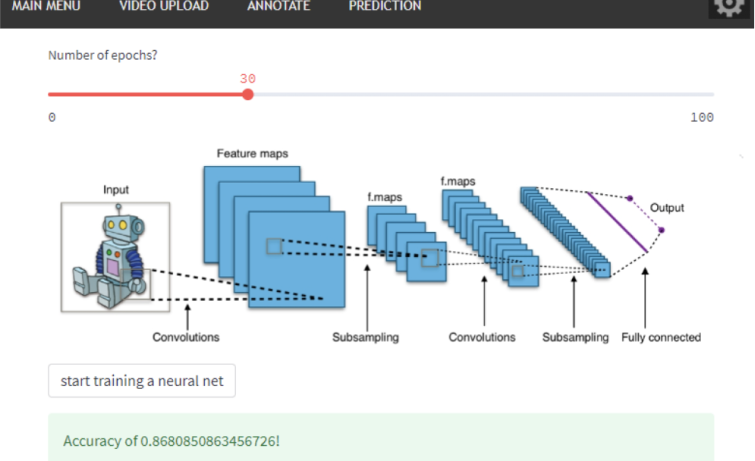 MAIN MENU VIDEO UPLOAD ANNOTATE PREDICTION
Number of epochs?
30
0 100
Feature maps
Input
f.maps
f.maps
Output
Convolutions Subsampling Convolutions Subsampling Fully connected
start training a neural net
Accuracy of 0.8680850863456726!